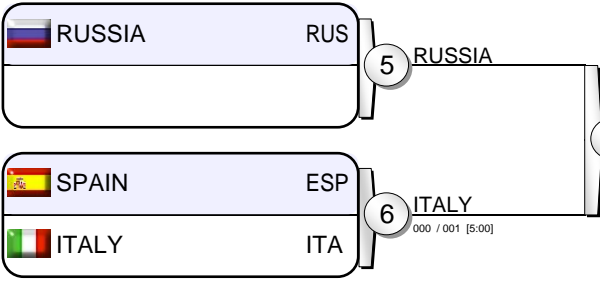 RUSSIA RUS
5 RUSSIA
SPAIN ESP
6 ITALY
000 / 001 [5:00]
ITALY ITA